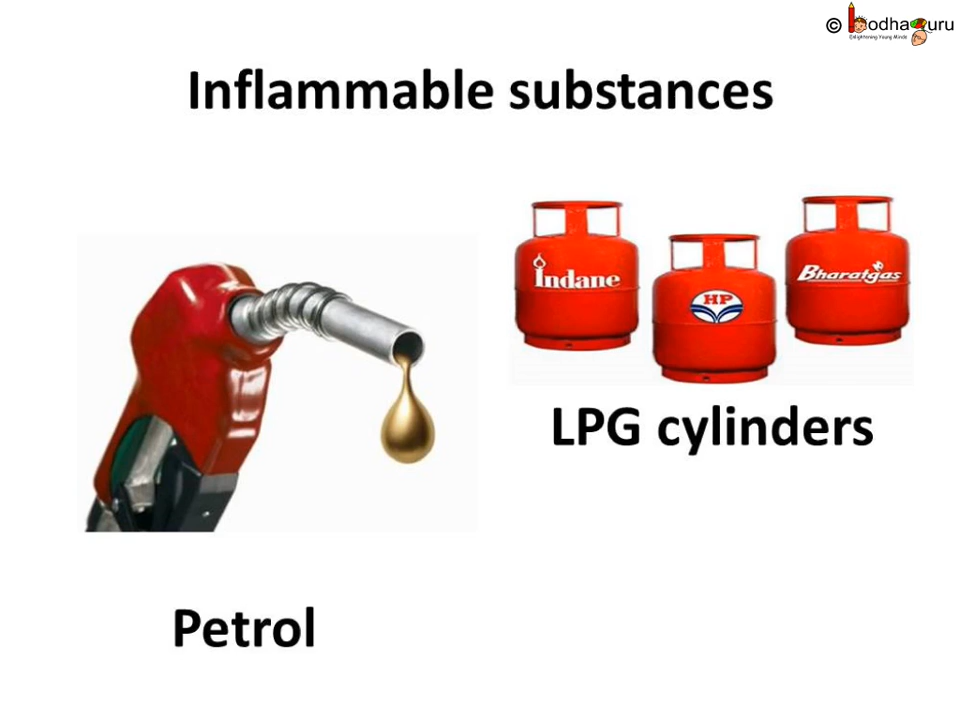 © bodhaguru
Enlightening Young Minds
Inflammable substances
Indane
HP
Bharatgas
LPG cylinders
Petrol